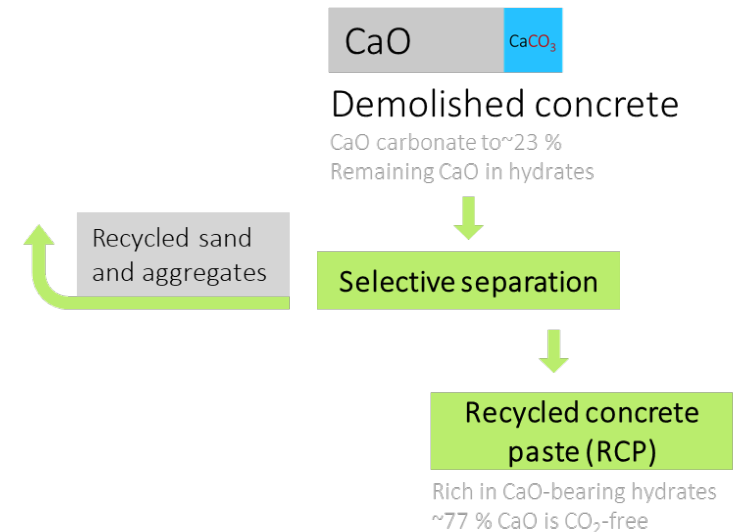 CaO
CaCO₃
Demolished concrete
CaO carbonate to~23 %
Remaining CaO in hydrates
Recycled sand
and aggregates
Selective separation
Recycled concrete
paste (RCP)
Rich in CaO-bearing hydrates
~77 % CaO is CO₂-free